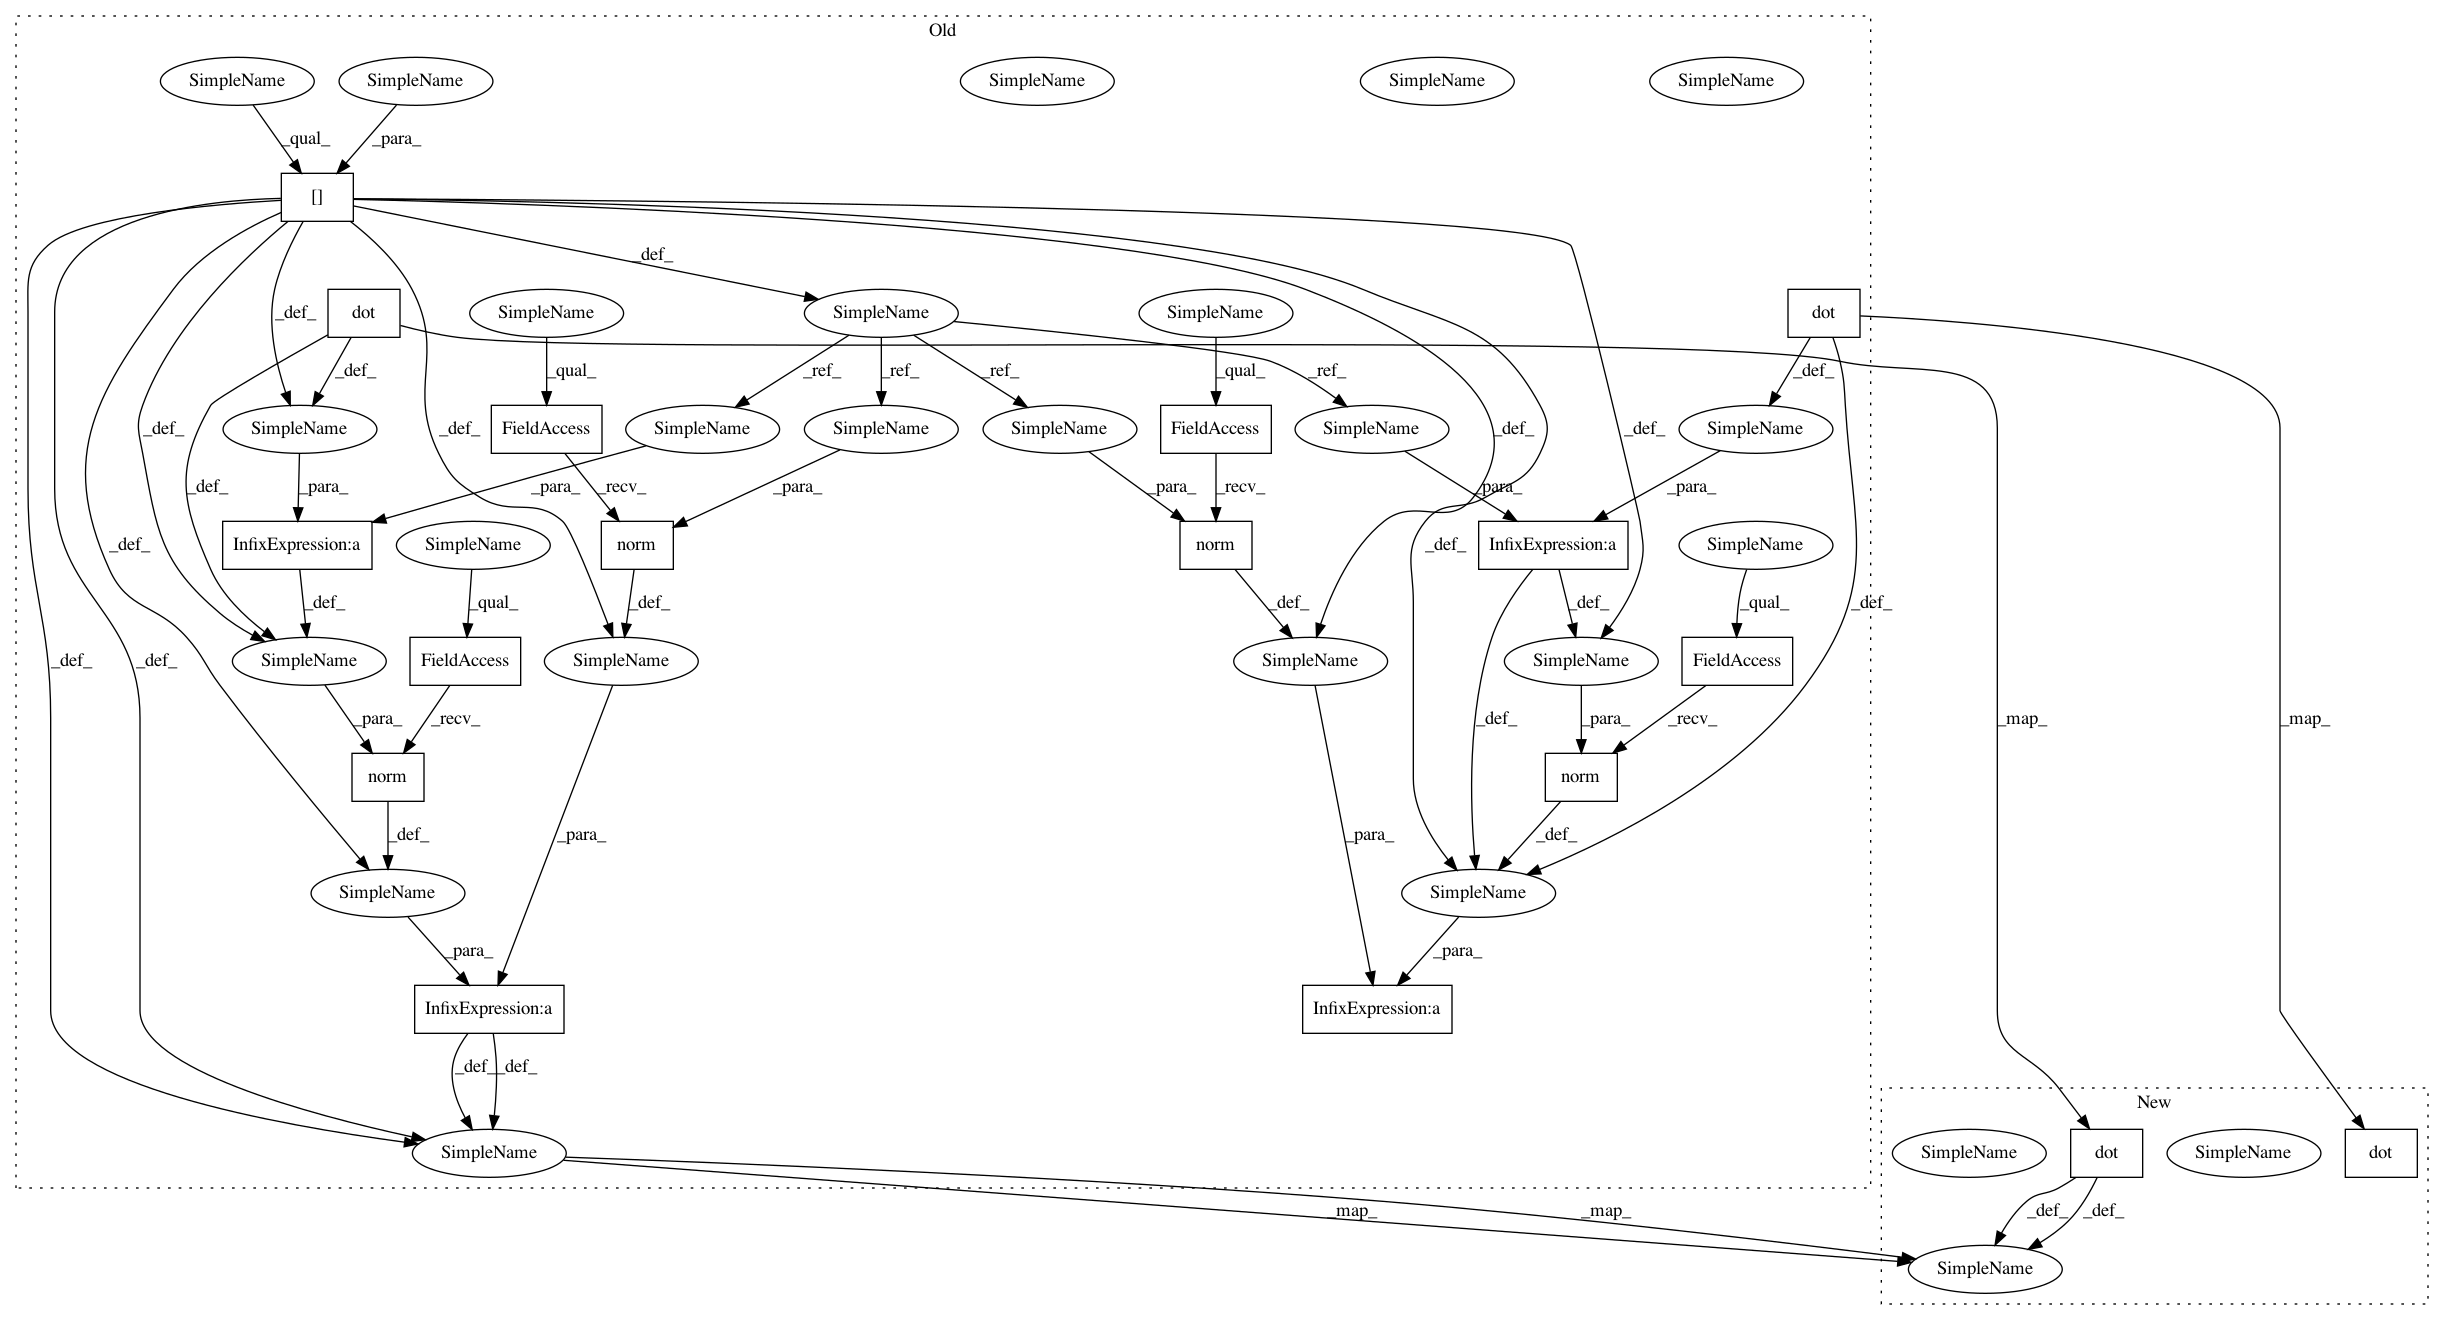 Old
SimpleName
SimpleName
SimpleName
SimpleName
SimpleName
_qual_
_para_
[]
_def_
dot
SimpleName
SimpleName
SimpleName
dot
_def_
_def_
_qual_
_ref_
_ref_
_ref_
_qual_
_ref_
_def_
SimpleName
FieldAccess
SimpleName
SimpleName
SimpleName
FieldAccess
SimpleName
SimpleName
_def_
_def_
_def_
_def_
_def_
_para_
_para_
_recv_
_para_
_para_
_recv_
_para_
_para_
InfixExpression:a
SimpleName
norm
norm
InfixExpression:a
SimpleName
_def_
_def_
_def_
_qual_
_def_
_def_
_def_
_qual_
_def_
SimpleName
FieldAccess
SimpleName
SimpleName
SimpleName
FieldAccess
_def_
_def_
_para_
_recv_
_def_
_para_
_recv_
_map_
_map_
norm
norm
_def_
_para_
_para_
_def_
SimpleName
SimpleName
_para_
_para_
InfixExpression:a
InfixExpression:a
_def_
_def_
New
SimpleName
SimpleName
dot
SimpleName
dot
_map_
_map_
_def_
_def_
SimpleName